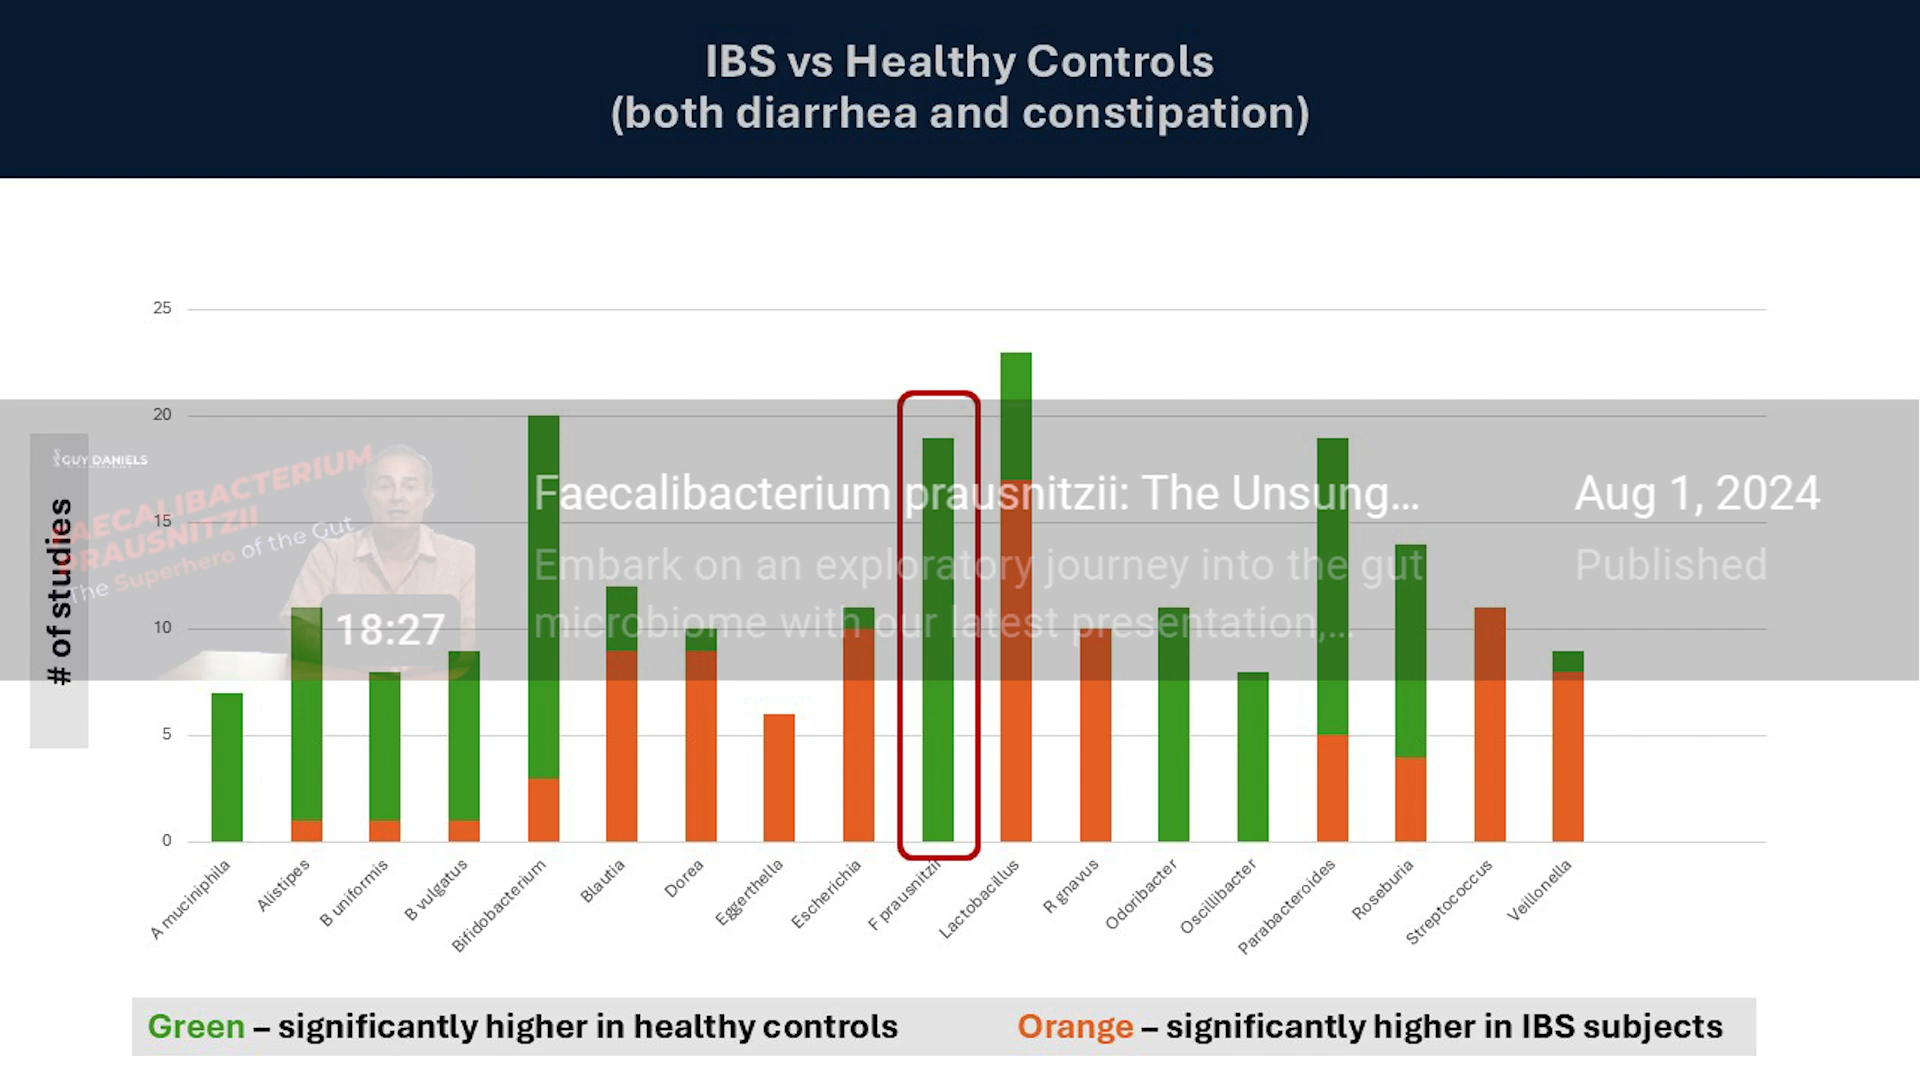 IBS vs Healthy Controls
(both diarrhea and constipation)
25
20
15
10
5
0
# of studies
GUY DANIELS
FAECALIBACTERIUM
PRAUSNITZII
The Superhero of the Gut
18:27
Faecalibacterium prausnitzii: The Unsung...
Embark on an exploratory journey into the gut
microbiome with our latest presentation,...
Aug 1, 2024
Published
A muciniphila
Alistipes
B uniformis
B vulgatus
Bifidobacterium
Blautia
Dorea
Eggerthella
Escherichia
F prausnitzii
Lactobacillus
R gnavus
Odoribacter
Oscillibacter
Parabacteroides
Roseburia
Streptococcus
Veillonella
Green – significantly higher in healthy controls
Orange – significantly higher in IBS subjects